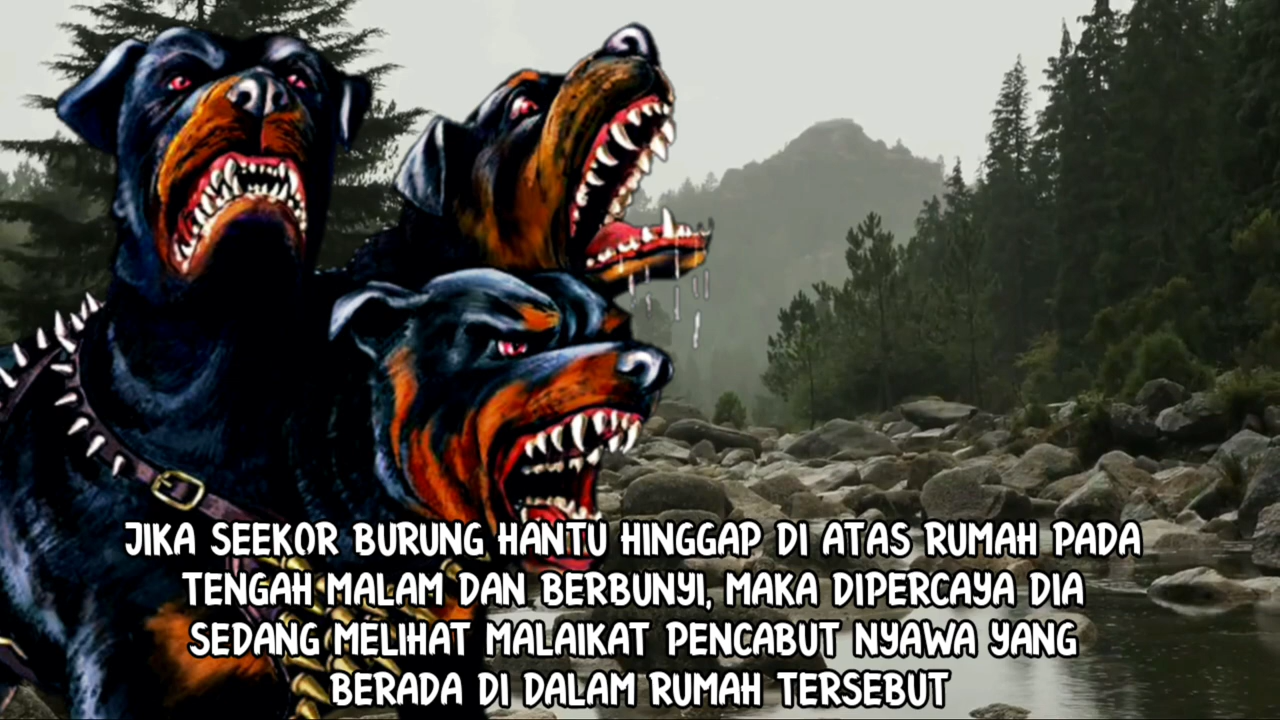 JIKA SEEKOR BURUNG HANTU HINGGAP DI ATAS RUMAH PADA
TENGAH MALAM DAN BERBUNYI, MAKA DIPERCAYA DIA
SEDANG MELIHAT MALAIKAT PENCABUT NYAWA YANG
BERADA DI DALAM RUMAH TERSEBUT